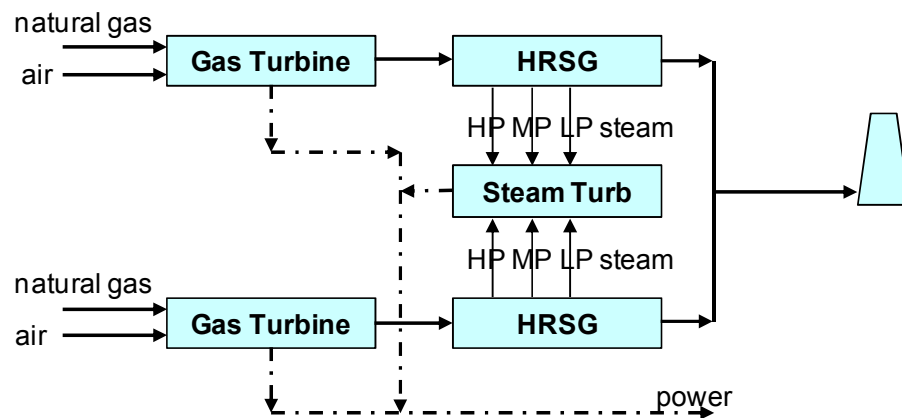 natural gas
air
Gas Turbine
HRSG
HP MP LP steam
Steam Turb
HP MP LP steam
natural gas
air
Gas Turbine
HRSG
power